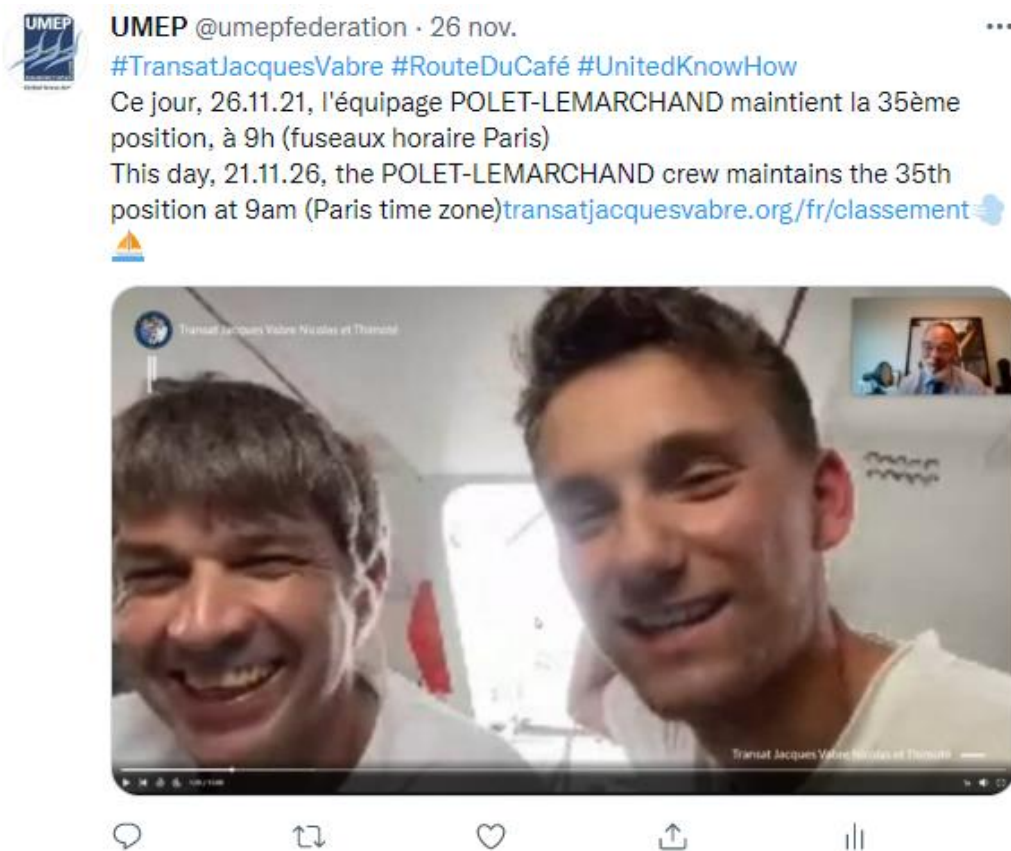 UMEP
UMEP @umepfederation · 26 nov.
#TransatJacquesVabre #RouteDuCafé #UnitedKnowHow
Ce jour, 26.11.21, l'équipage POLET-LEMARCHAND maintient la 35ème
position, à 9h (fuseaux horaire Paris)
This day, 21.11.26, the POLET-LEMARCHAND crew maintains the 35th
position at 9am (Paris time zone)transatjacquesvabre.org/fr/classement
Transat Jacques Vabre Nicolas et Thimoté
Transat Jacques Vabre Nicolas et Thimoté